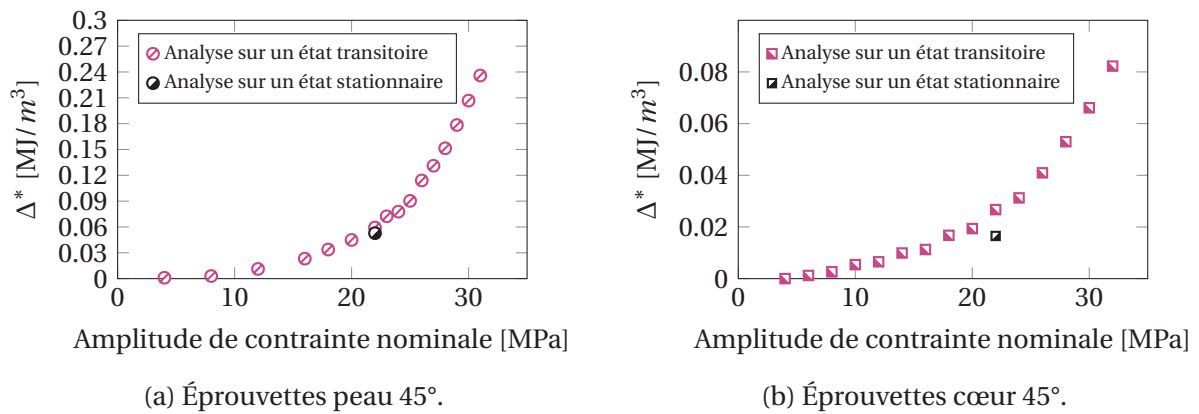 0.3
0.27
0.24
0.21
0.18
0.15
0.12
0.09
0.06
0.03
0
Δ* [MJ/m³]
Analyse sur un état transitoire
Analyse sur un état stationnaire
0 10 20 30
Amplitude de contrainte nominale [MPa]
(a) Éprouvettes peau 45°.
0.08
0.06
0.04
0.02
0
Δ* [MJ/m³]
Analyse sur un état transitoire
Analyse sur un état stationnaire
0 10 20 30
Amplitude de contrainte nominale [MPa]
(b) Éprouvettes cœur 45°.